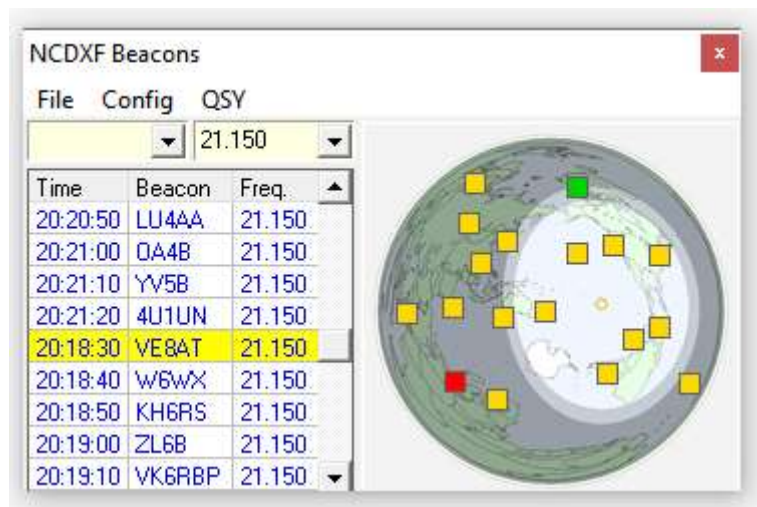 NCDXF Beacons x
File Config QSY
21.150
Time Beacon Freq.
20:20:50 LU4AA 21.150
20:21:00 OA4B 21.150
20:21:10 YV5B 21.150
20:21:20 4U1UN 21.150
20:18:30 VE8AT 21.150
20:18:40 W6WX 21.150
20:18:50 KH6RS 21.150
20:19:00 ZL6B 21.150
20:19:10 VK6RBP 21.150